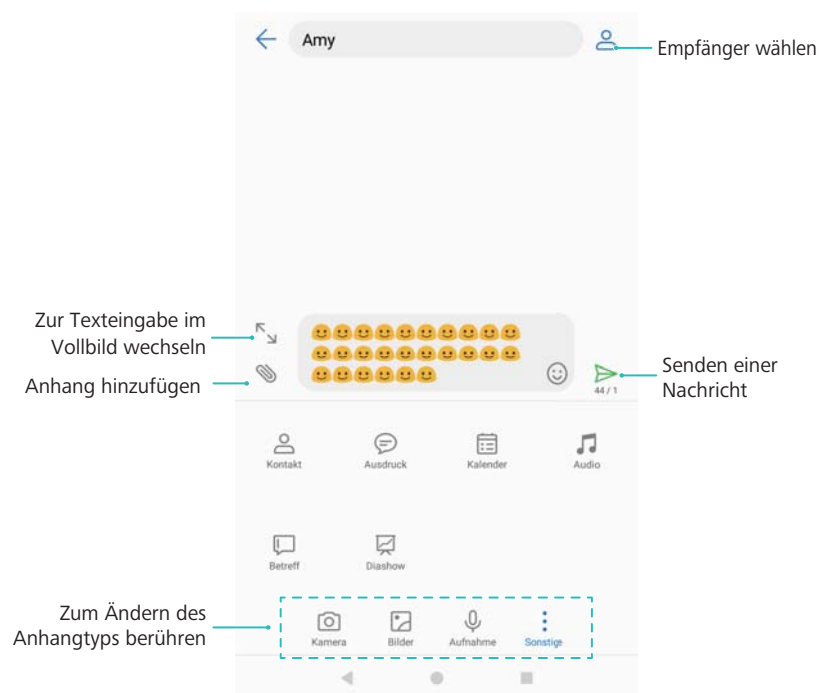 Amy
Empfänger wählen
Zur Texteingabe im
Vollbild wechseln
Anhang hinzufügen
Senden einer
Nachricht
44 / 1
Kontakt
Ausdruck
Kalender
Audio
Betreff
Diashow
Zum Ändern des
Anhangtyps berühren
Kamera
Bilder
Aufnahme
Sonstige